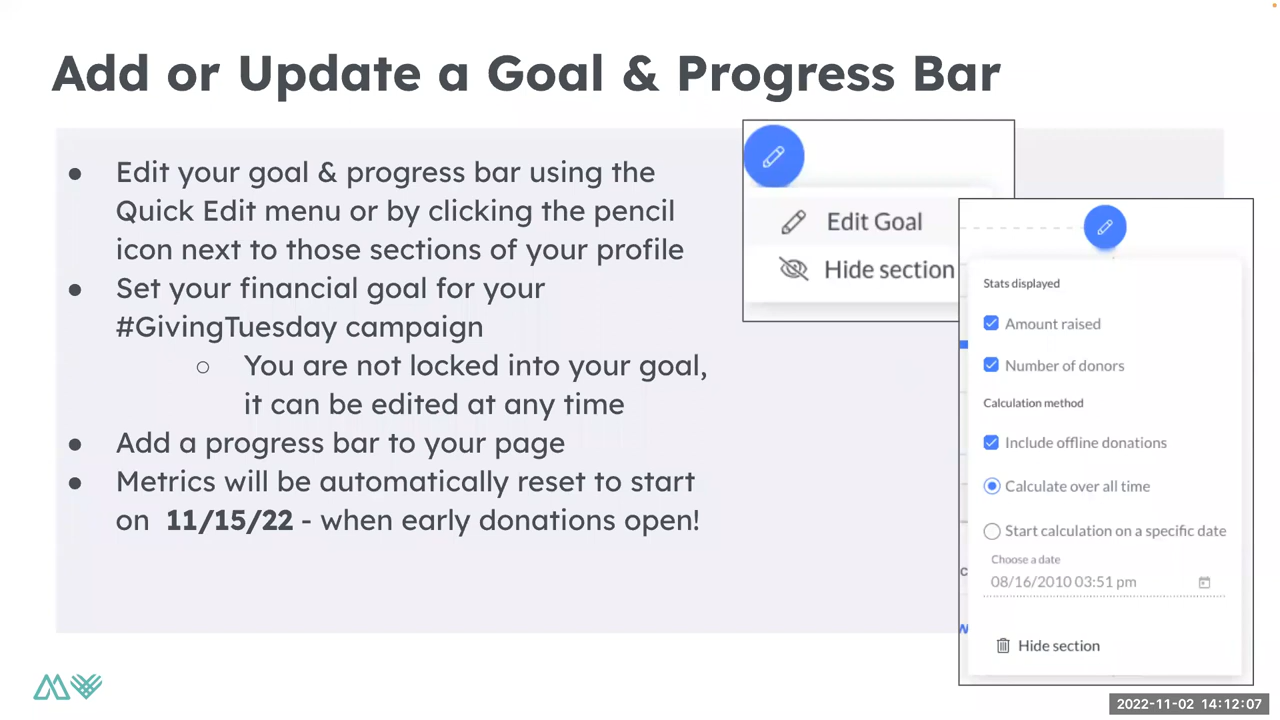 Add or Update a Goal & Progress Bar
● Edit your goal & progress bar using the
Quick Edit menu or by clicking the pencil
icon next to those sections of your profile
● Set your financial goal for your
#GivingTuesday campaign
○ You are not locked into your goal,
it can be edited at any time
● Add a progress bar to your page
● Metrics will be automatically reset to start
on 11/15/22 - when early donations open!
Edit Goal
Hide section
Stats displayed
Amount raised
Number of donors
Calculation method
Include offline donations
Calculate over all time
Start calculation on a specific date
Choose a date
08/16/2010 03:51 pm
Hide section
2022-11-02 14:12:07